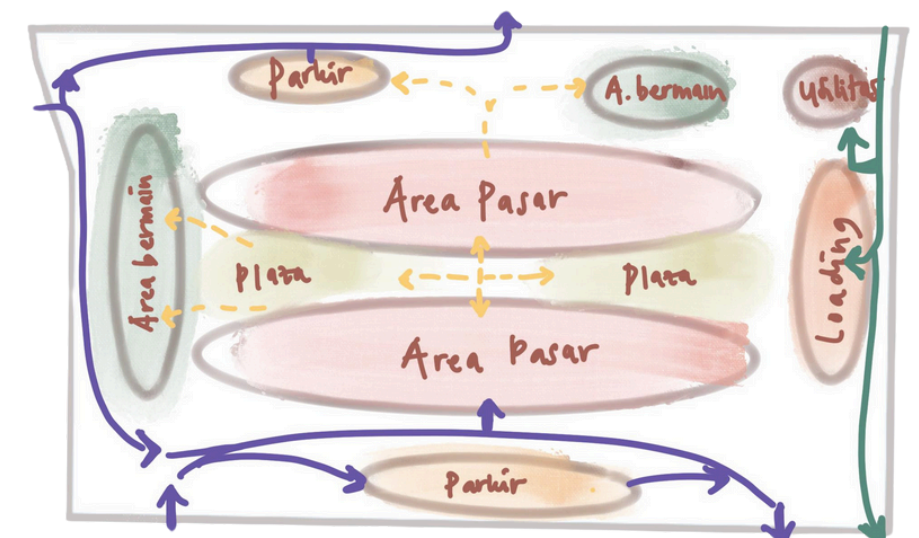 Parkir
A.bermain
Utilitas
Area bermain
Area Pasar
Plaza
Plaza
Loading
Area Pasar
Parkir